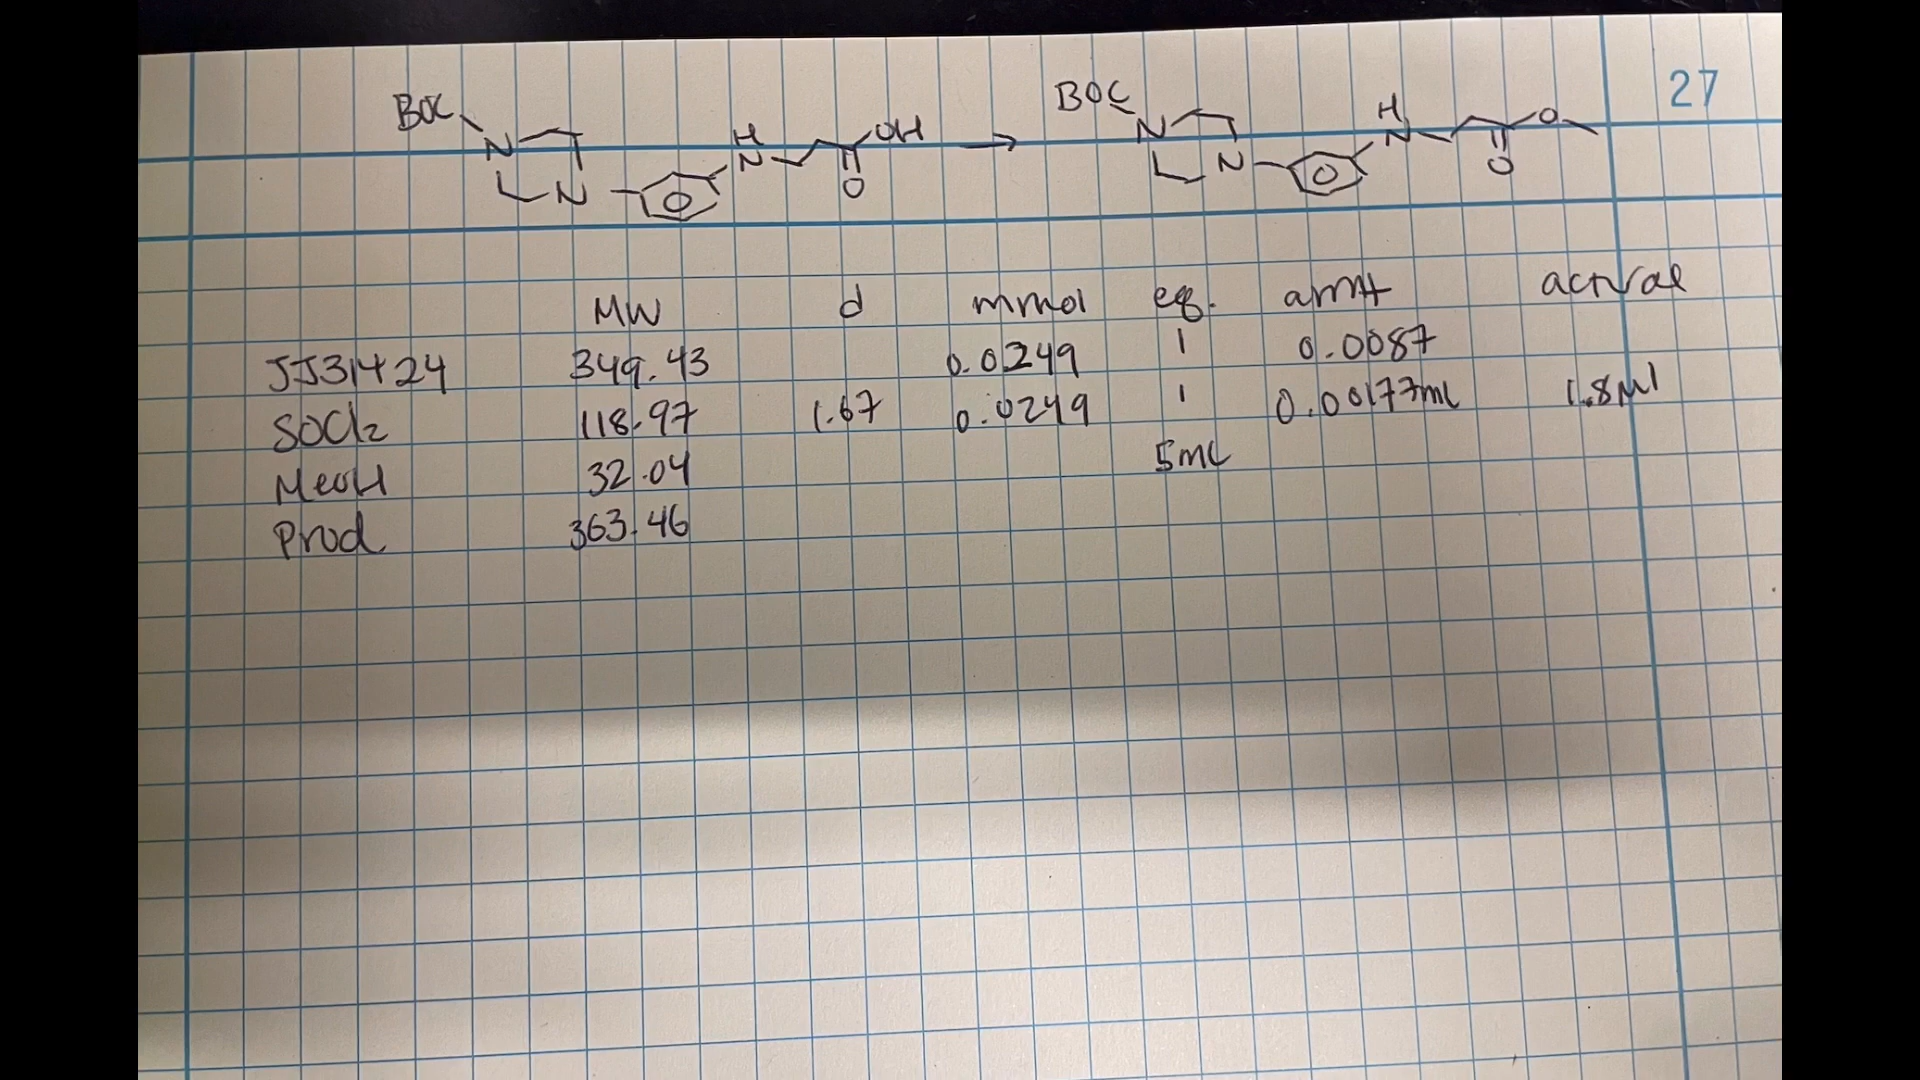 27
BOC N N H N OH O → BOC N N H N O O
MW d mmol eq. amt actual
JJ31424 349.43 0.0249 1 0.0087
SOCl2 118.97 1.67 0.0249 1 0.00177mL 1.8µl
MeOH 32.04 5mL
Prod 363.46